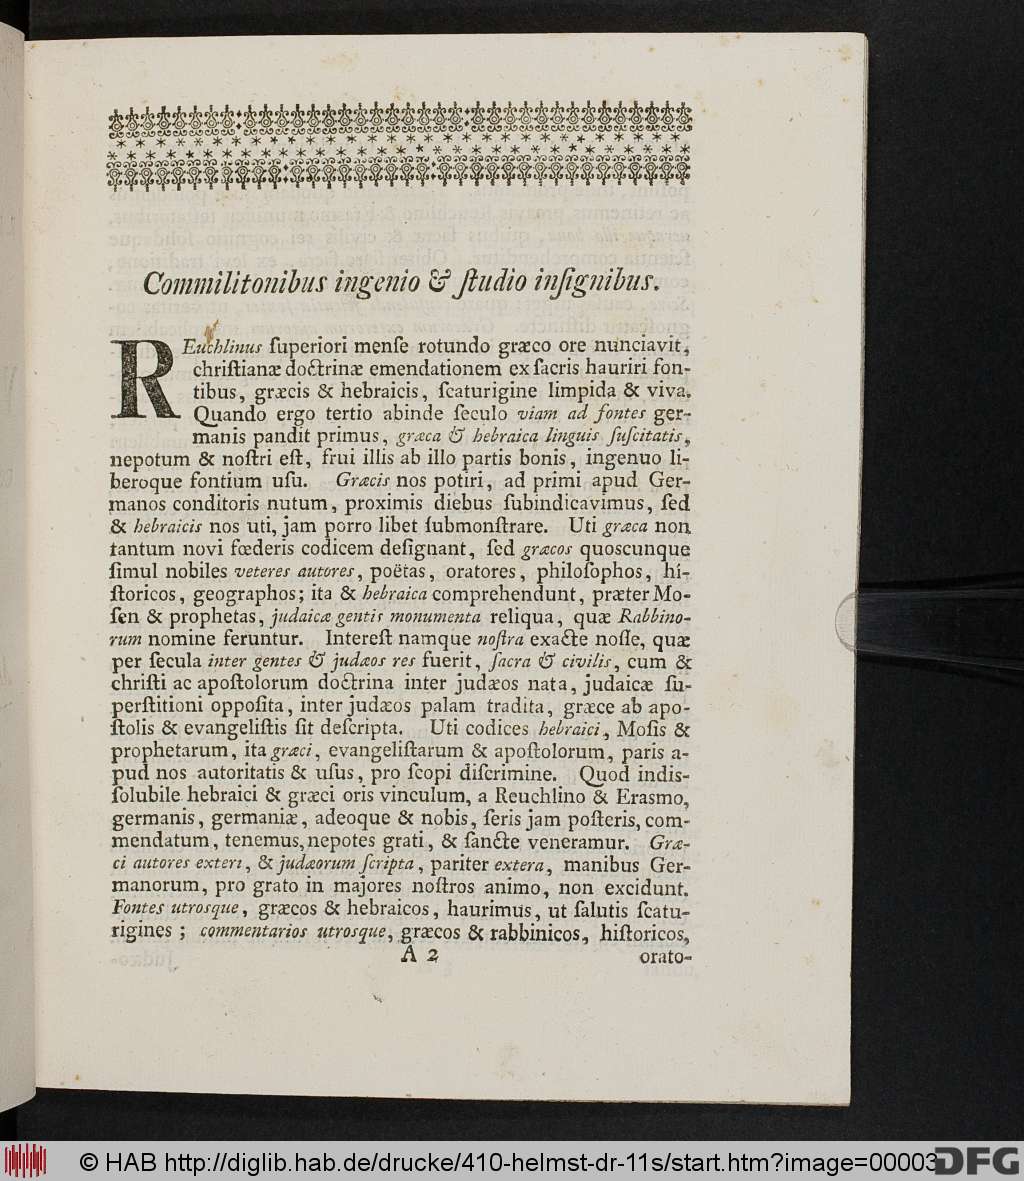 Commilitonibus ingenio & ſtudio inſignibus.
REuchlinus ſuperiori menſe rotundo græco ore nunciavit,
chriſtianæ doctrinæ emendationem ex ſacris hauriri fon-
tibus, græcis & hebraicis, ſcaturigine limpida & viva.
Quando ergo tertio abinde ſeculo viam ad fontes ger-
manis pandit primus, græca & hebraica linguis ſuſcitatis,
nepotum & noſtri eſt, frui illis ab illo partis bonis, ingenuo li-
beroque fontium uſu. Græcis nos potiri, ad primi apud Ger-
manos conditoris nutum, proximis diebus ſubindicavimus, ſed
& hebraicis nos uti, jam porro libet ſubmonſtrare. Uti græca non
tantum novi fœderis codicem deſignant, ſed græcos quoscunque
ſimul nobiles veteres autores, poëtas, oratores, philoſophos, hi-
ſtoricos, geographos; ita & hebraica comprehendunt, præter Mo-
ſen & prophetas, judaicæ gentis monumenta reliqua, quæ Rabbino-
rum nomine feruntur. Intereſt namque noſtra exacte noſſe, quæ
per ſecula inter gentes & judæos res fuerit, ſacra & civilis, cum &
chriſti ac apoſtolorum doctrina inter judæos nata, judaicæ ſu-
perſtitioni oppoſita, inter judæos palam tradita, græce ab apo-
ſtolis & evangeliſtis ſit deſcripta. Uti codices hebraici, Moſis &
prophetarum, ita græci, evangeliſtarum & apoſtolorum, paris a-
pud nos autoritatis & uſus, pro ſcopi diſcrimine. Quod indis-
ſolubile hebraici & græci oris vinculum, a Reuchlino & Eraſmo,
germanis, germaniæ, adeoque & nobis, ſeris jam poſteris, com-
mendatum, tenemus, nepotes grati, & ſancte veneramur. Græ-
ci autores exteri, & judæorum ſcripta, pariter extera, manibus Ger-
manorum, pro grato in majores noſtros animo, non excidunt.
Fontes utrosque, græcos & hebraicos, haurimus, ut ſalutis ſcatu-
rigines; commentarios utrosque, græcos & rabbinicos, hiſtoricos,
A 2 orato-
© HAB http://diglib.hab.de/drucke/410-helmst-dr-11s/start.htm?image=00003
DFG